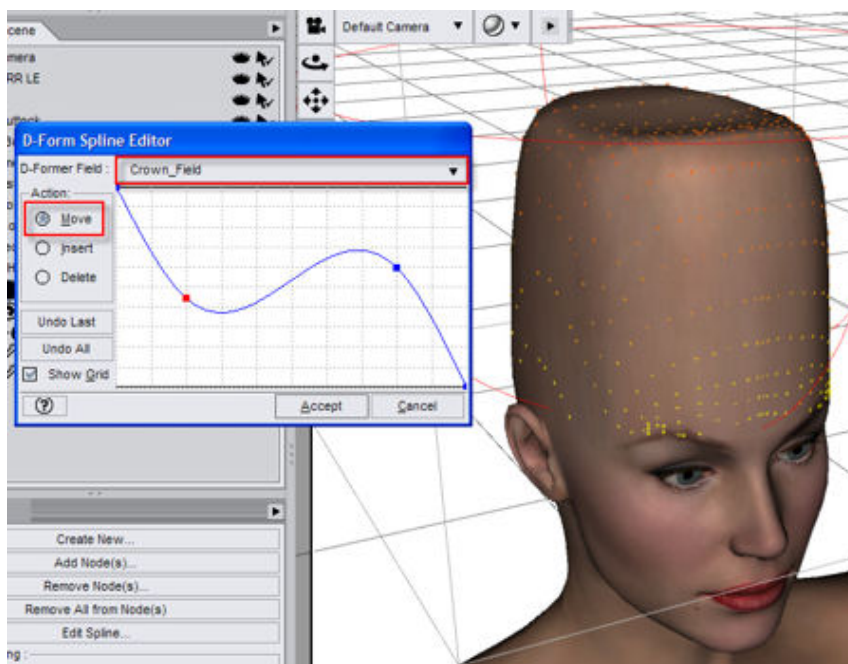 Default Camera
cene
mera
RR LE
D-Form Spline Editor
D-Former Field : Crown_Field
Action:
Move
Insert
Delete
Undo Last
Undo All
Show Grid
Accept Cancel
Create New...
Add Node(s)...
Remove Node(s)...
Remove All from Node(s)
Edit Spline...
ng :